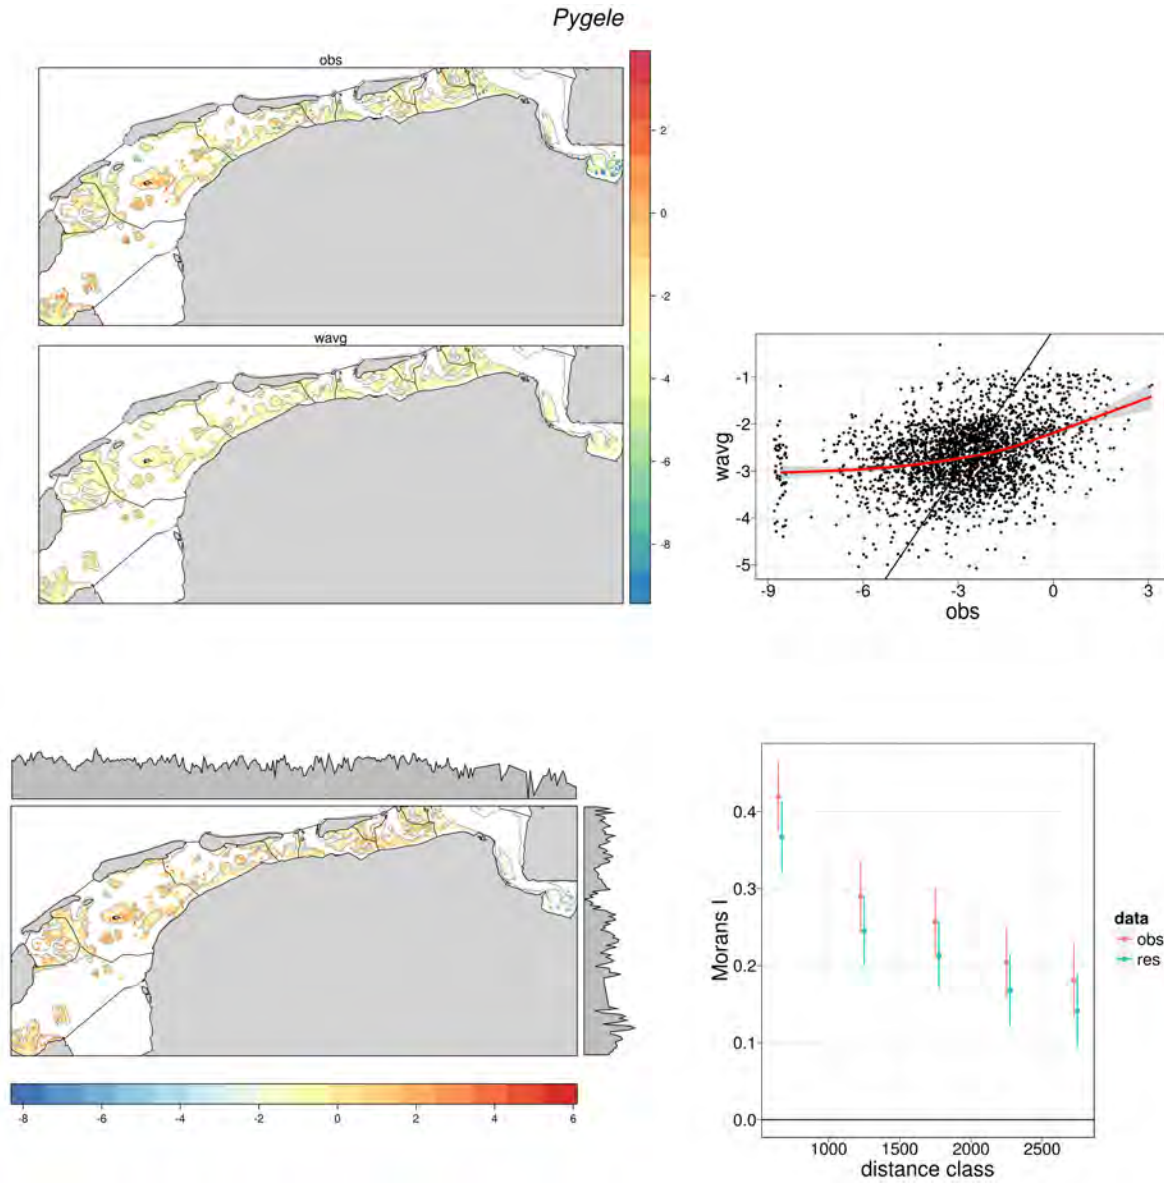 Pygele
obs
2
0
-2
-4
-6
-8
wavg
wavg
-1
-2
-3
-4
-5
-9 -6 -3 0 3
obs
-8 -6 -4 -2 0 2 4 6
Morans I
0.4
0.3
0.2
0.1
0.0
1000 1500 2000 2500
distance class
data
obs
res